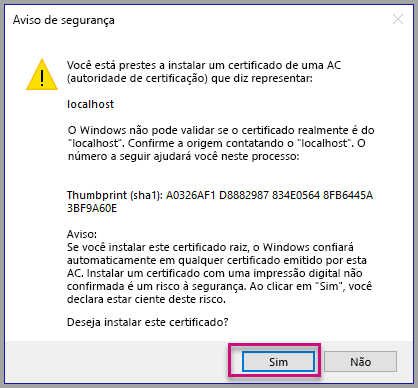 Aviso de segurança
Você está prestes a instalar um certificado de uma AC
(autoridade de certificação) que diz representar:
localhost
O Windows não pode validar se o certificado realmente é do
"localhost". Confirme a origem contatando o "localhost". O
número a seguir ajudará você neste processo:
Thumbprint (sha1): A0326AF1 D8882987 834E0564 8FB6445A
3BF9A60E
Aviso:
Se você instalar este certificado raiz, o Windows confiará
automaticamente em qualquer certificado emitido por esta
AC. Instalar um certificado com uma impressão digital não
confirmada é um risco à segurança. Ao clicar em "Sim", você
declara estar ciente deste risco.
Deseja instalar este certificado?
Sim
Não